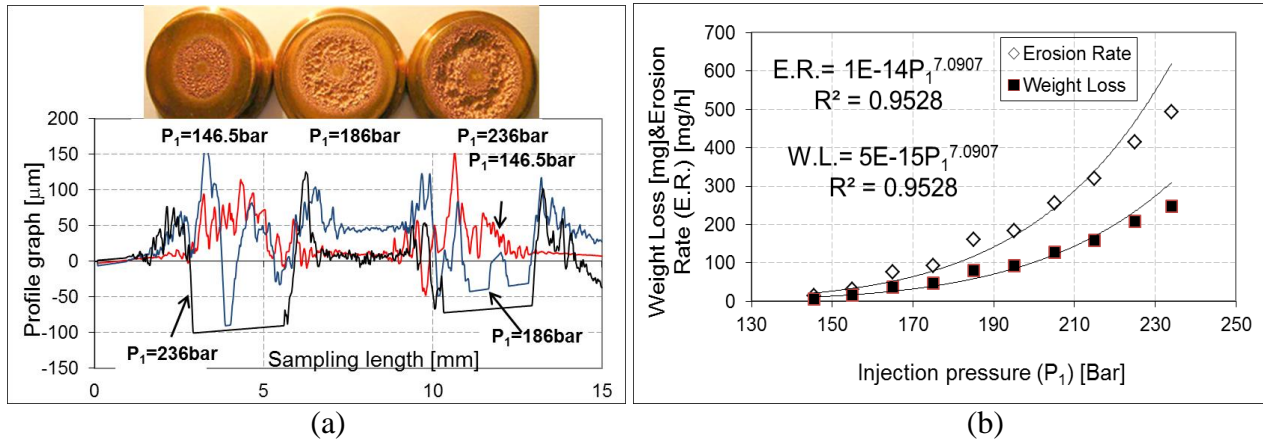 P₁=146.5bar
P₁=186bar
P₁=236bar
P₁=146.5bar
200
150
100
50
0
-50
-100
-150
Profile graph [μm]
P₁=236bar
P₁=186bar
Sampling length [mm]
0
5
10
15
(a)
700
600
500
400
300
200
100
0
Weight Loss [mg]&Erosion
Rate (E.R.) [mg/h]
E.R.= 1E-14P₁^7.0907
R² = 0.9528
W.L.= 5E-15P₁^7.0907
R² = 0.9528
Erosion Rate
Weight Loss
130
150
170
190
210
230
250
Injection pressure (P₁) [Bar]
(b)